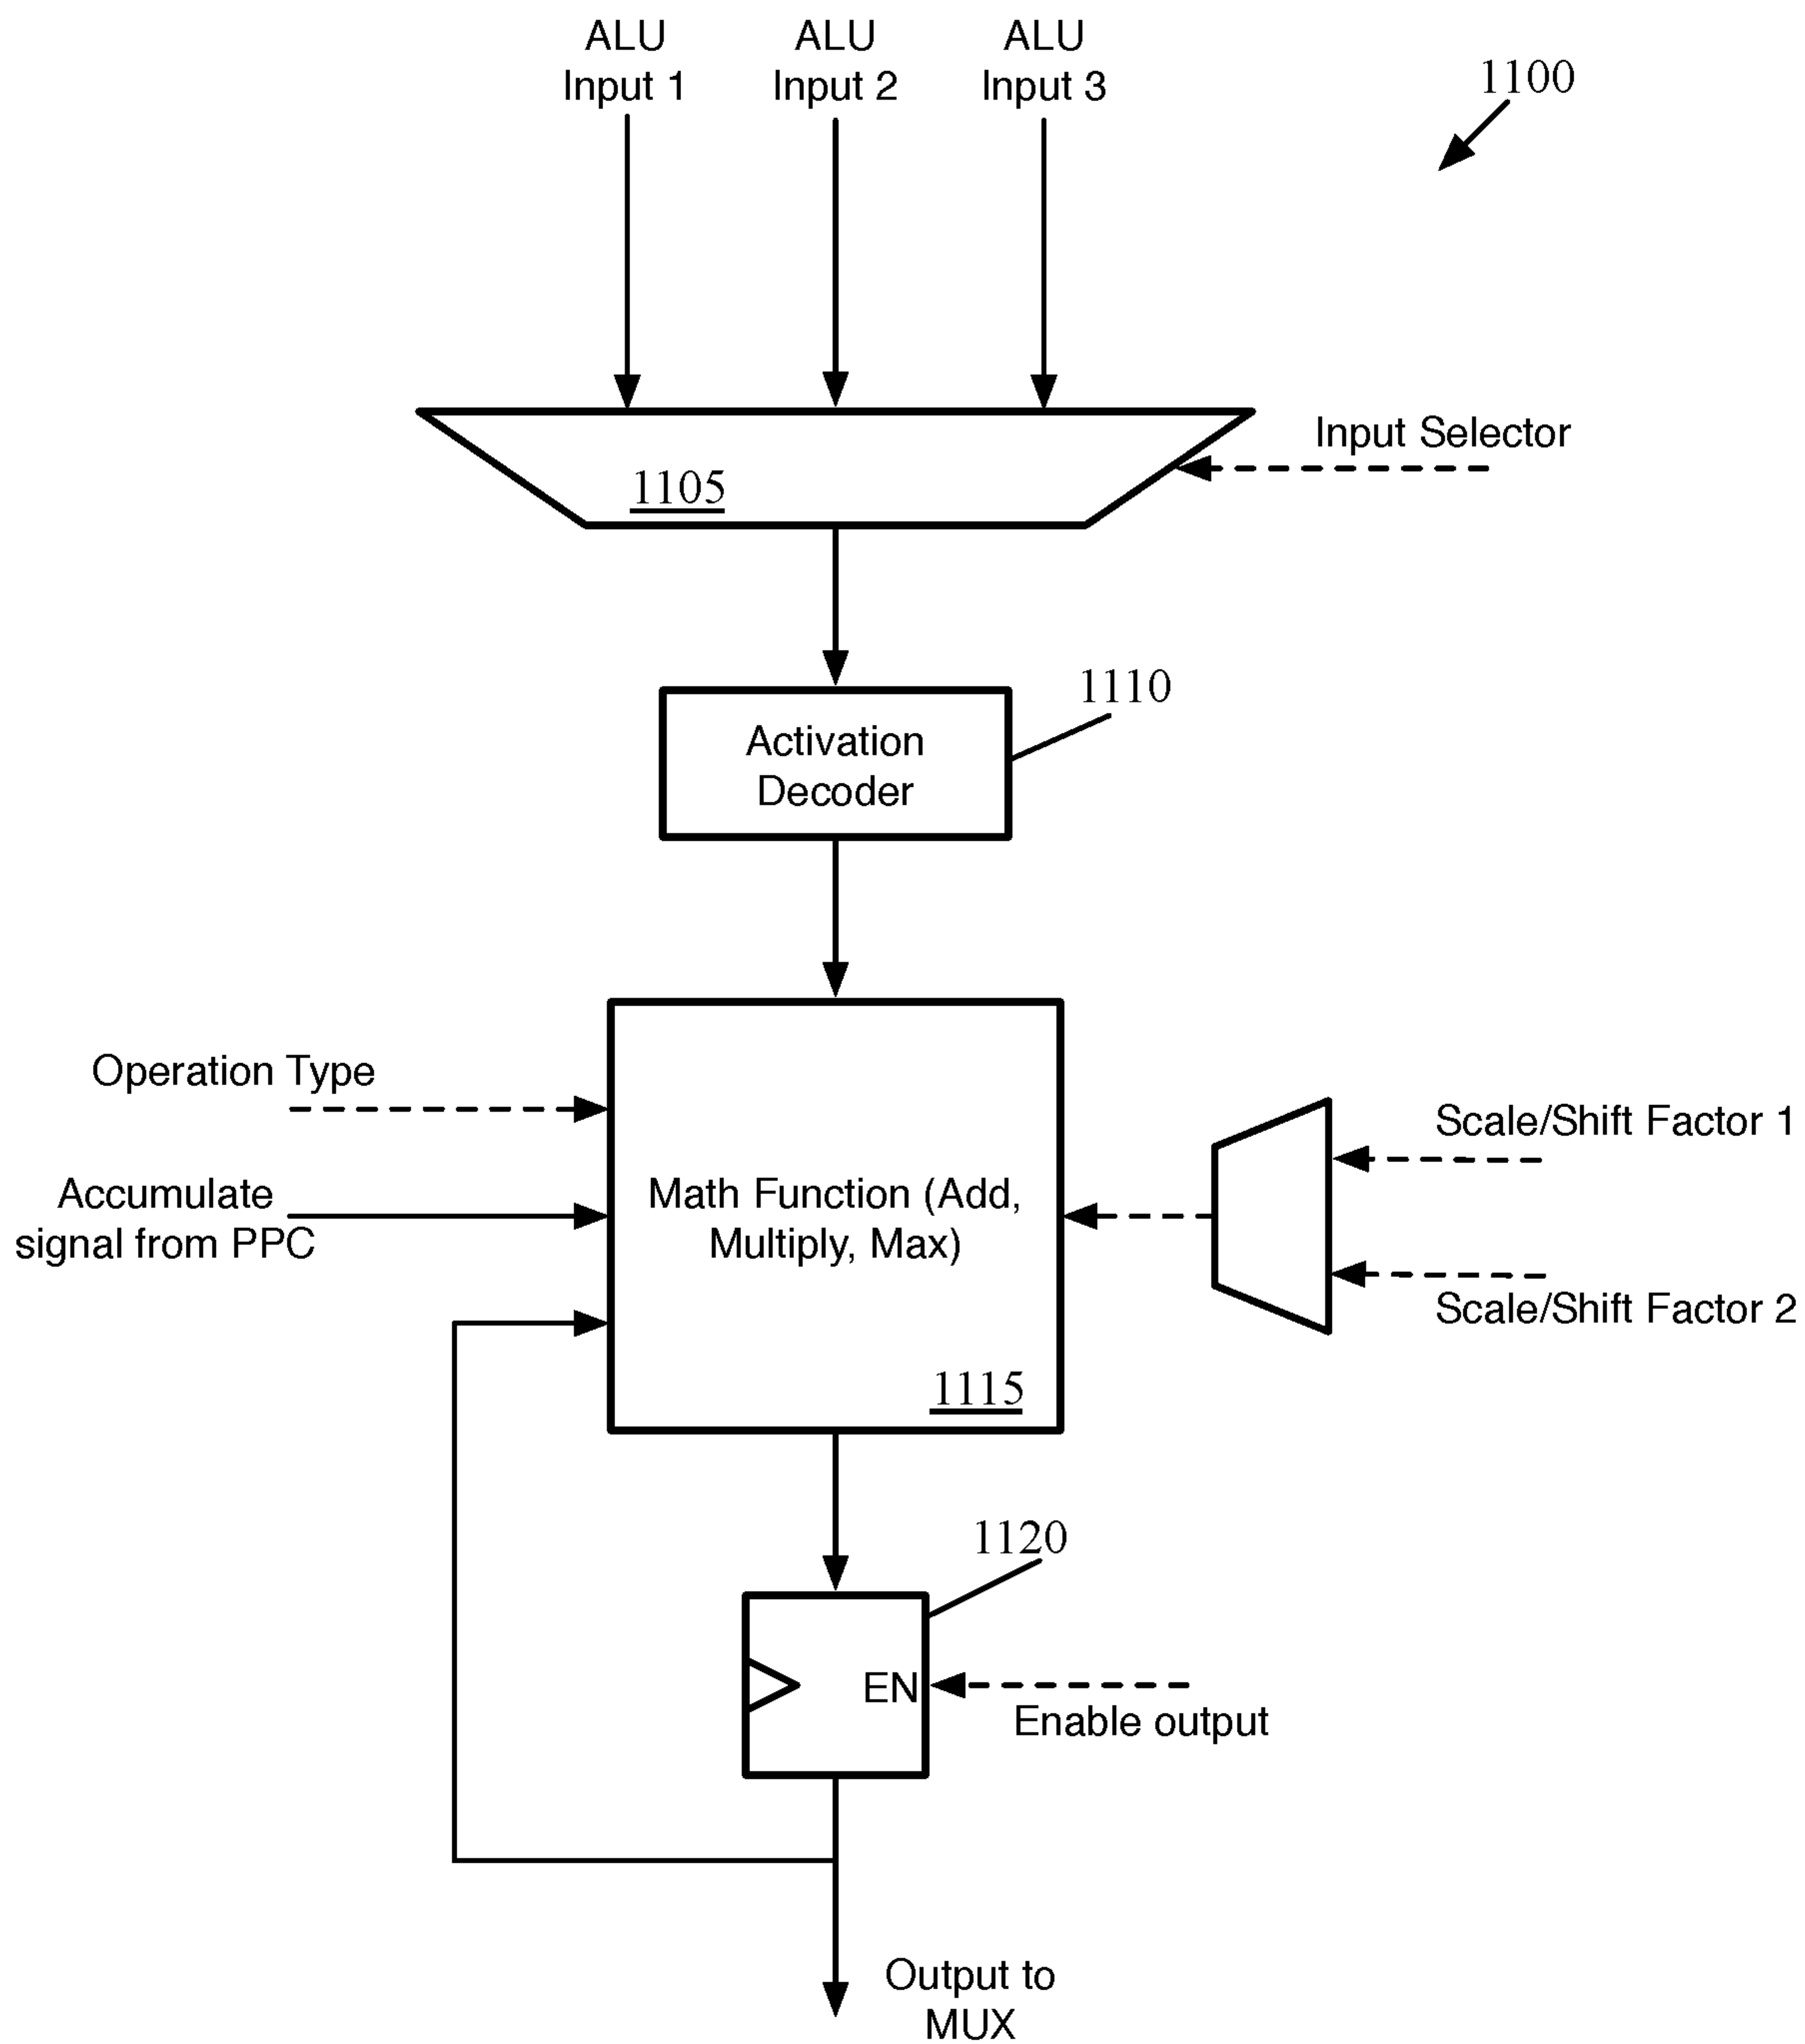 ALU
Input 1
ALU
Input 2
ALU
Input 3
1100
Input Selector
1105
1110
Activation
Decoder
Operation Type
Accumulate
signal from PPC
Math Function (Add,
Multiply, Max)
Scale/Shift Factor 1
Scale/Shift Factor 2
1115
1120
EN
Enable output
Output to
MUX